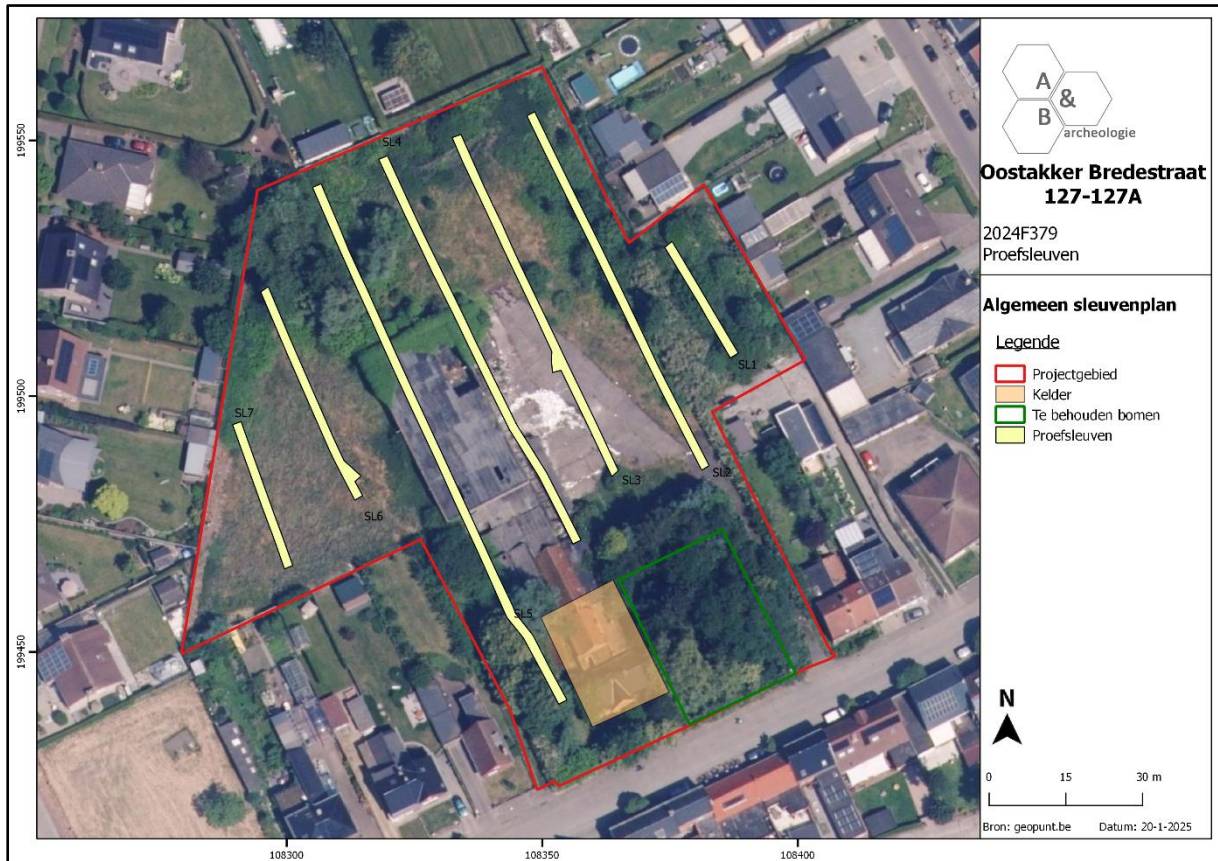 A
&
B
archeologie
Oostakker Bredestraat
127-127A
2024F379
Proefsleuven
Algemeen sleuvenplan
Legende
Projectgebied
Kelder
Te behouden bomen
Proefsleuven
N
0 15 30 m
Bron: geopunt.be Datum: 20-1-2025
SL4
SL1
SL7
SL2
SL3
SL6
SL5
199550
199500
199450
108300 108350 108400